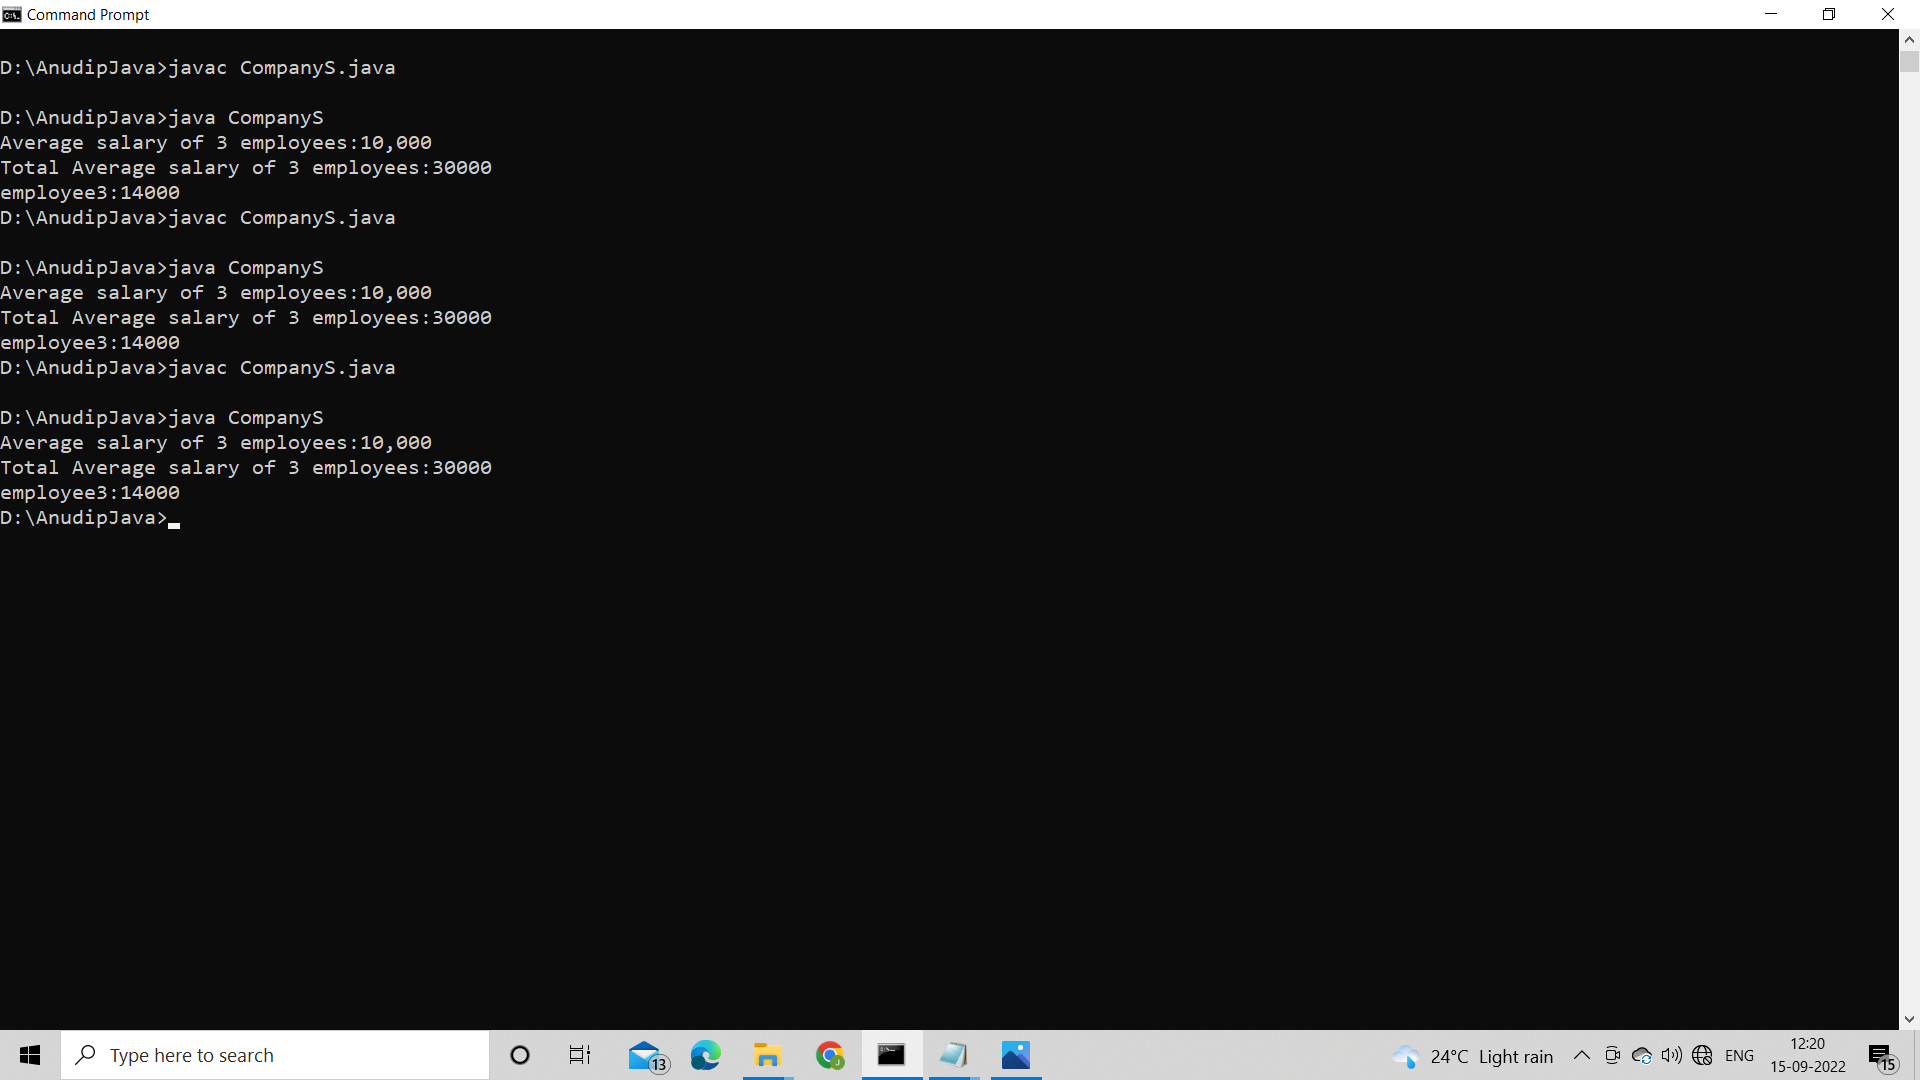 Command Prompt
D:\AnudipJava>javac CompanyS.java
D:\AnudipJava>java CompanyS
Average salary of 3 employees:10,000
Total Average salary of 3 employees:30000
employee3:14000
D:\AnudipJava>javac CompanyS.java
D:\AnudipJava>java CompanyS
Average salary of 3 employees:10,000
Total Average salary of 3 employees:30000
employee3:14000
D:\AnudipJava>javac CompanyS.java
D:\AnudipJava>java CompanyS
Average salary of 3 employees:10,000
Total Average salary of 3 employees:30000
employee3:14000
D:\AnudipJava>
Type here to search
13
24°C Light rain
ENG
12:20
15-09-2022
15